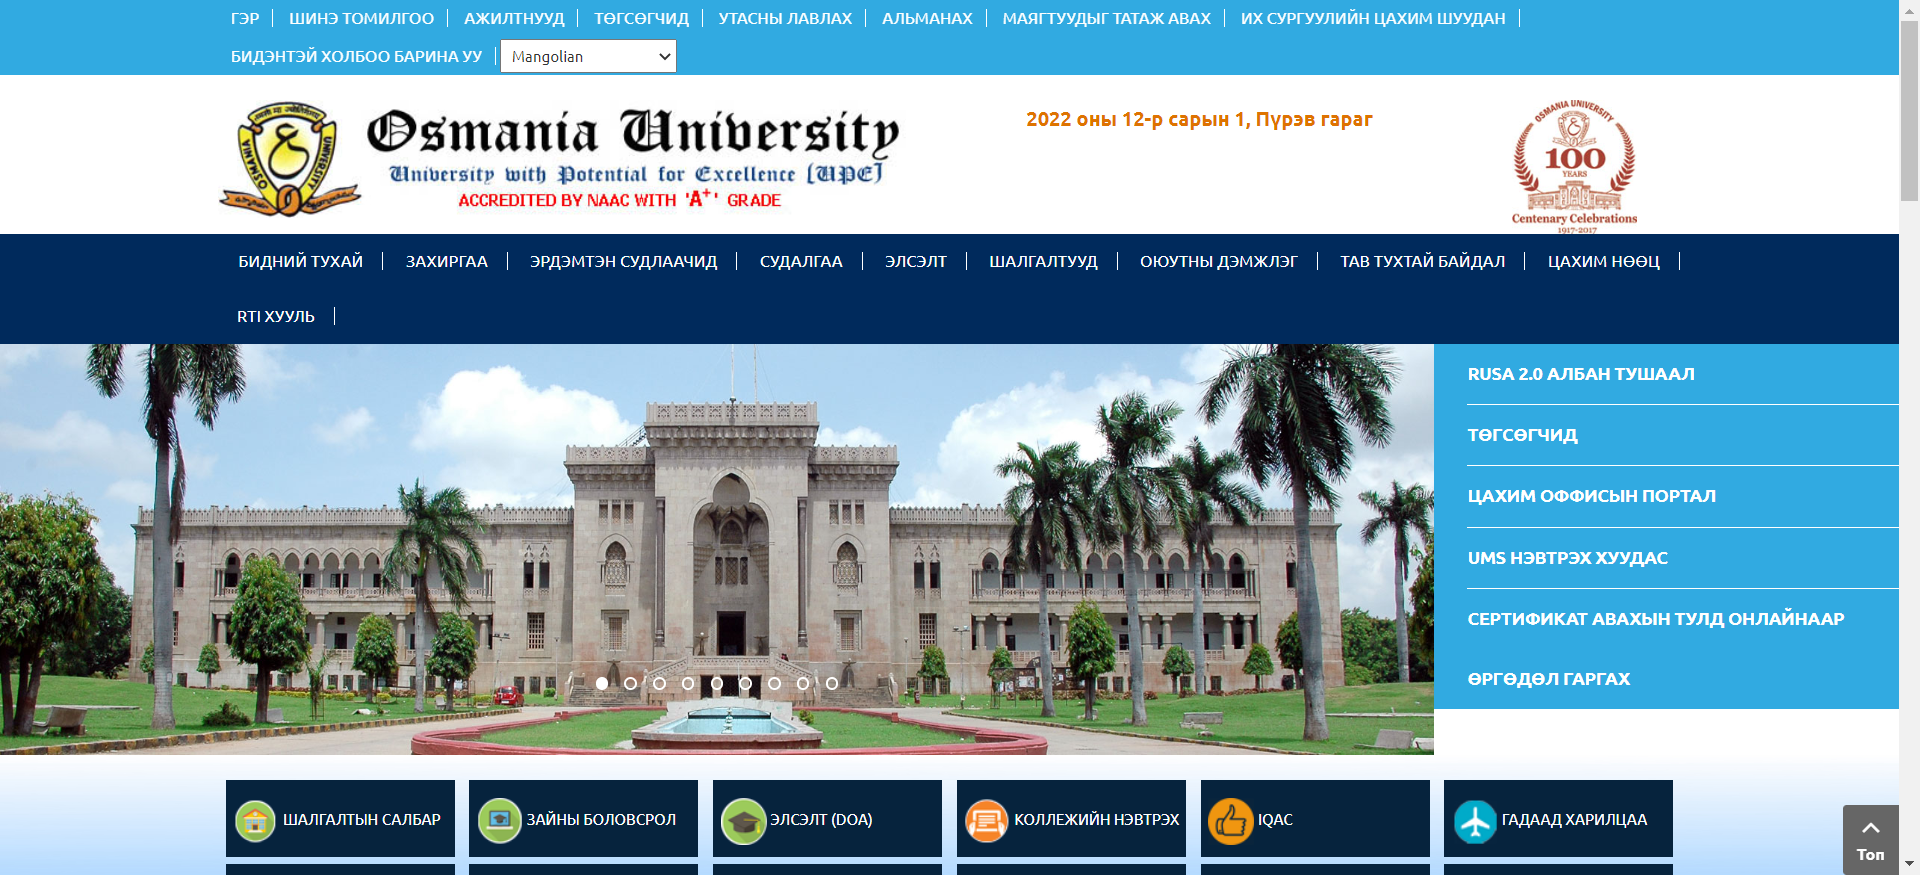 ГЭР
ШИНЭ ТОМИЛГОО
АЖИЛТНУУД
ТӨГСӨГЧИД
УТАСНЫ ЛАВЛАХ
АЛЬМАНАХ
МАЯГТУУДЫГ ТАТАЖ АВАХ
ИХ СУРГУУЛИЙН ЦАХИМ ШУУДАН
БИДЭНТЭЙ ХОЛБОО БАРИНА УУ
Mangolian
Osmania University
University with Potential for Excellence [UPE]
ACCREDITED BY NAAC WITH 'A+' GRADE
OSMANIA UNIVERSITY
2022 оны 12-р сарын 1, Пүрэв гараг
OSMANIA UNIVERSITY
100
YEARS
Centenary Celebrations
1917-2017
БИДНИЙ ТУХАЙ
ЗАХИРГАА
ЭРДЭМТЭН СУДЛААЧИД
СУДАЛГАА
ЭЛСЭЛТ
ШАЛГАЛТУУД
ОЮУТНЫ ДЭМЖЛЭГ
ТАВ ТУХТАЙ БАЙДАЛ
ЦАХИМ НӨӨЦ
RTI ХУУЛЬ
RUSA 2.0 АЛБАН ТУШААЛ
ТӨГСӨГЧИД
ЦАХИМ ОФФИСЫН ПОРТАЛ
UMS НЭВТРЭХ ХУУДАС
СЕРТИФИКАТ АВАХЫН ТУЛД ОНЛАЙНААР
ӨРГӨДӨЛ ГАРГАХ
ШАЛГАЛТЫН САЛБАР
ЗАЙНЫ БОЛОВСРОЛ
ЭЛСЭЛТ (DOA)
КОЛЛЕЖИЙН НЭВТРЭХ
IQAC
ГАДААД ХАРИЛЦАА
Топ